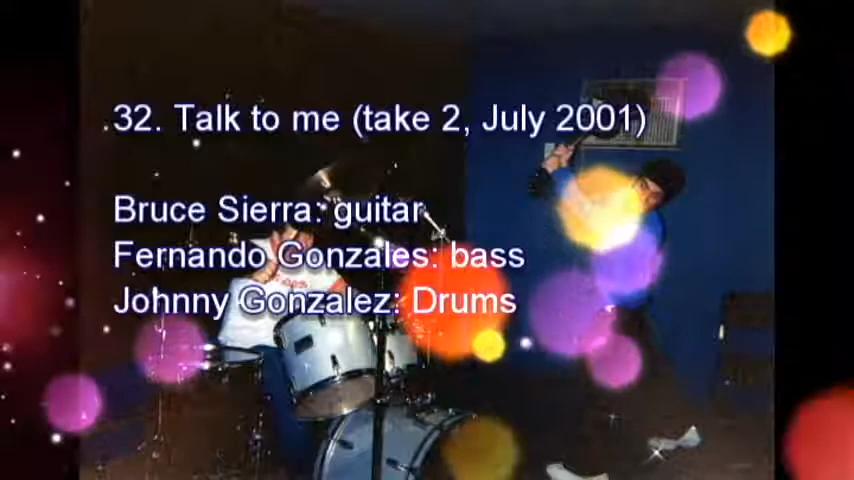 32. Talk to me (take 2, July 2001)
Bruce Sierra: guitar
Fernando Gonzales: bass
Johnny Gonzalez: Drums